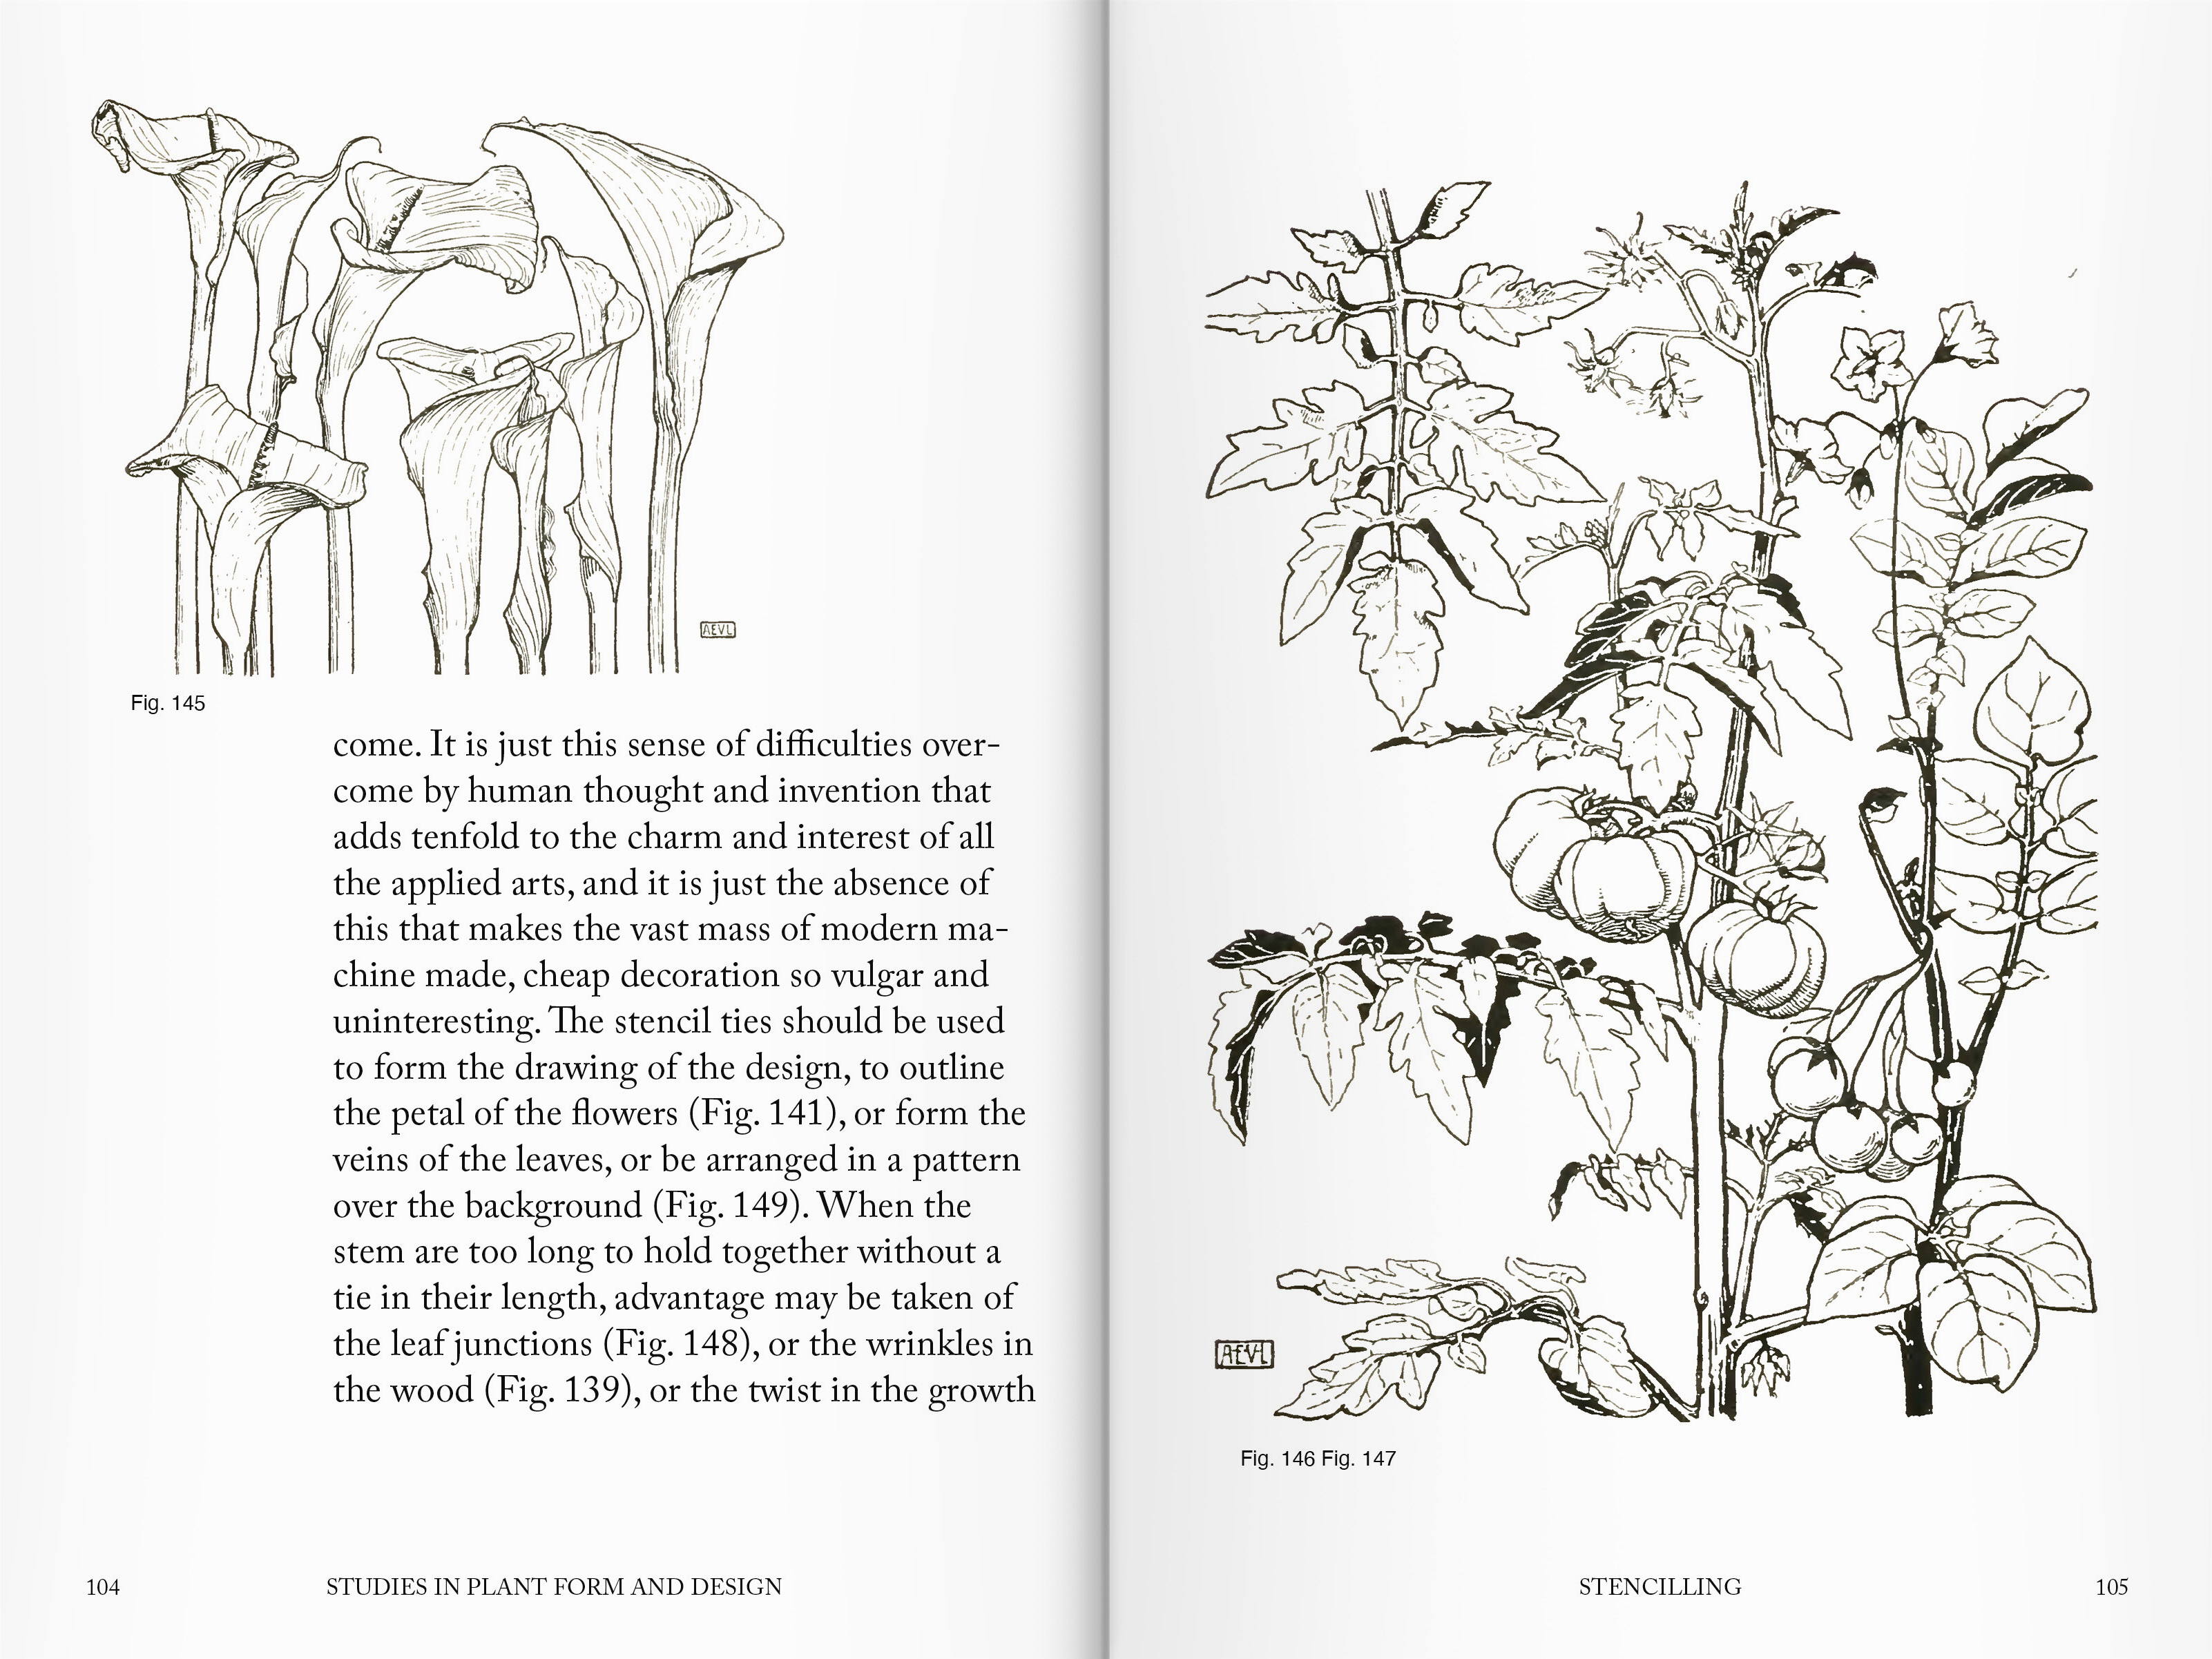 AEVL
Fig. 145
come. It is just this sense of difficulties over-
come by human thought and invention that
adds tenfold to the charm and interest of all
the applied arts, and it is just the absence of
this that makes the vast mass of modern ma-
chine made, cheap decoration so vulgar and
uninteresting. The stencil ties should be used
to form the drawing of the design, to outline
the petal of the flowers (Fig. 141), or form the
veins of the leaves, or be arranged in a pattern
over the background (Fig. 149). When the
stem are too long to hold together without a
tie in their length, advantage may be taken of
the leaf junctions (Fig. 148), or the wrinkles in
the wood (Fig. 139), or the twist in the growth
104 STUDIES IN PLANT FORM AND DESIGN
AEVL
Fig. 146 Fig. 147
STENCILLING 105